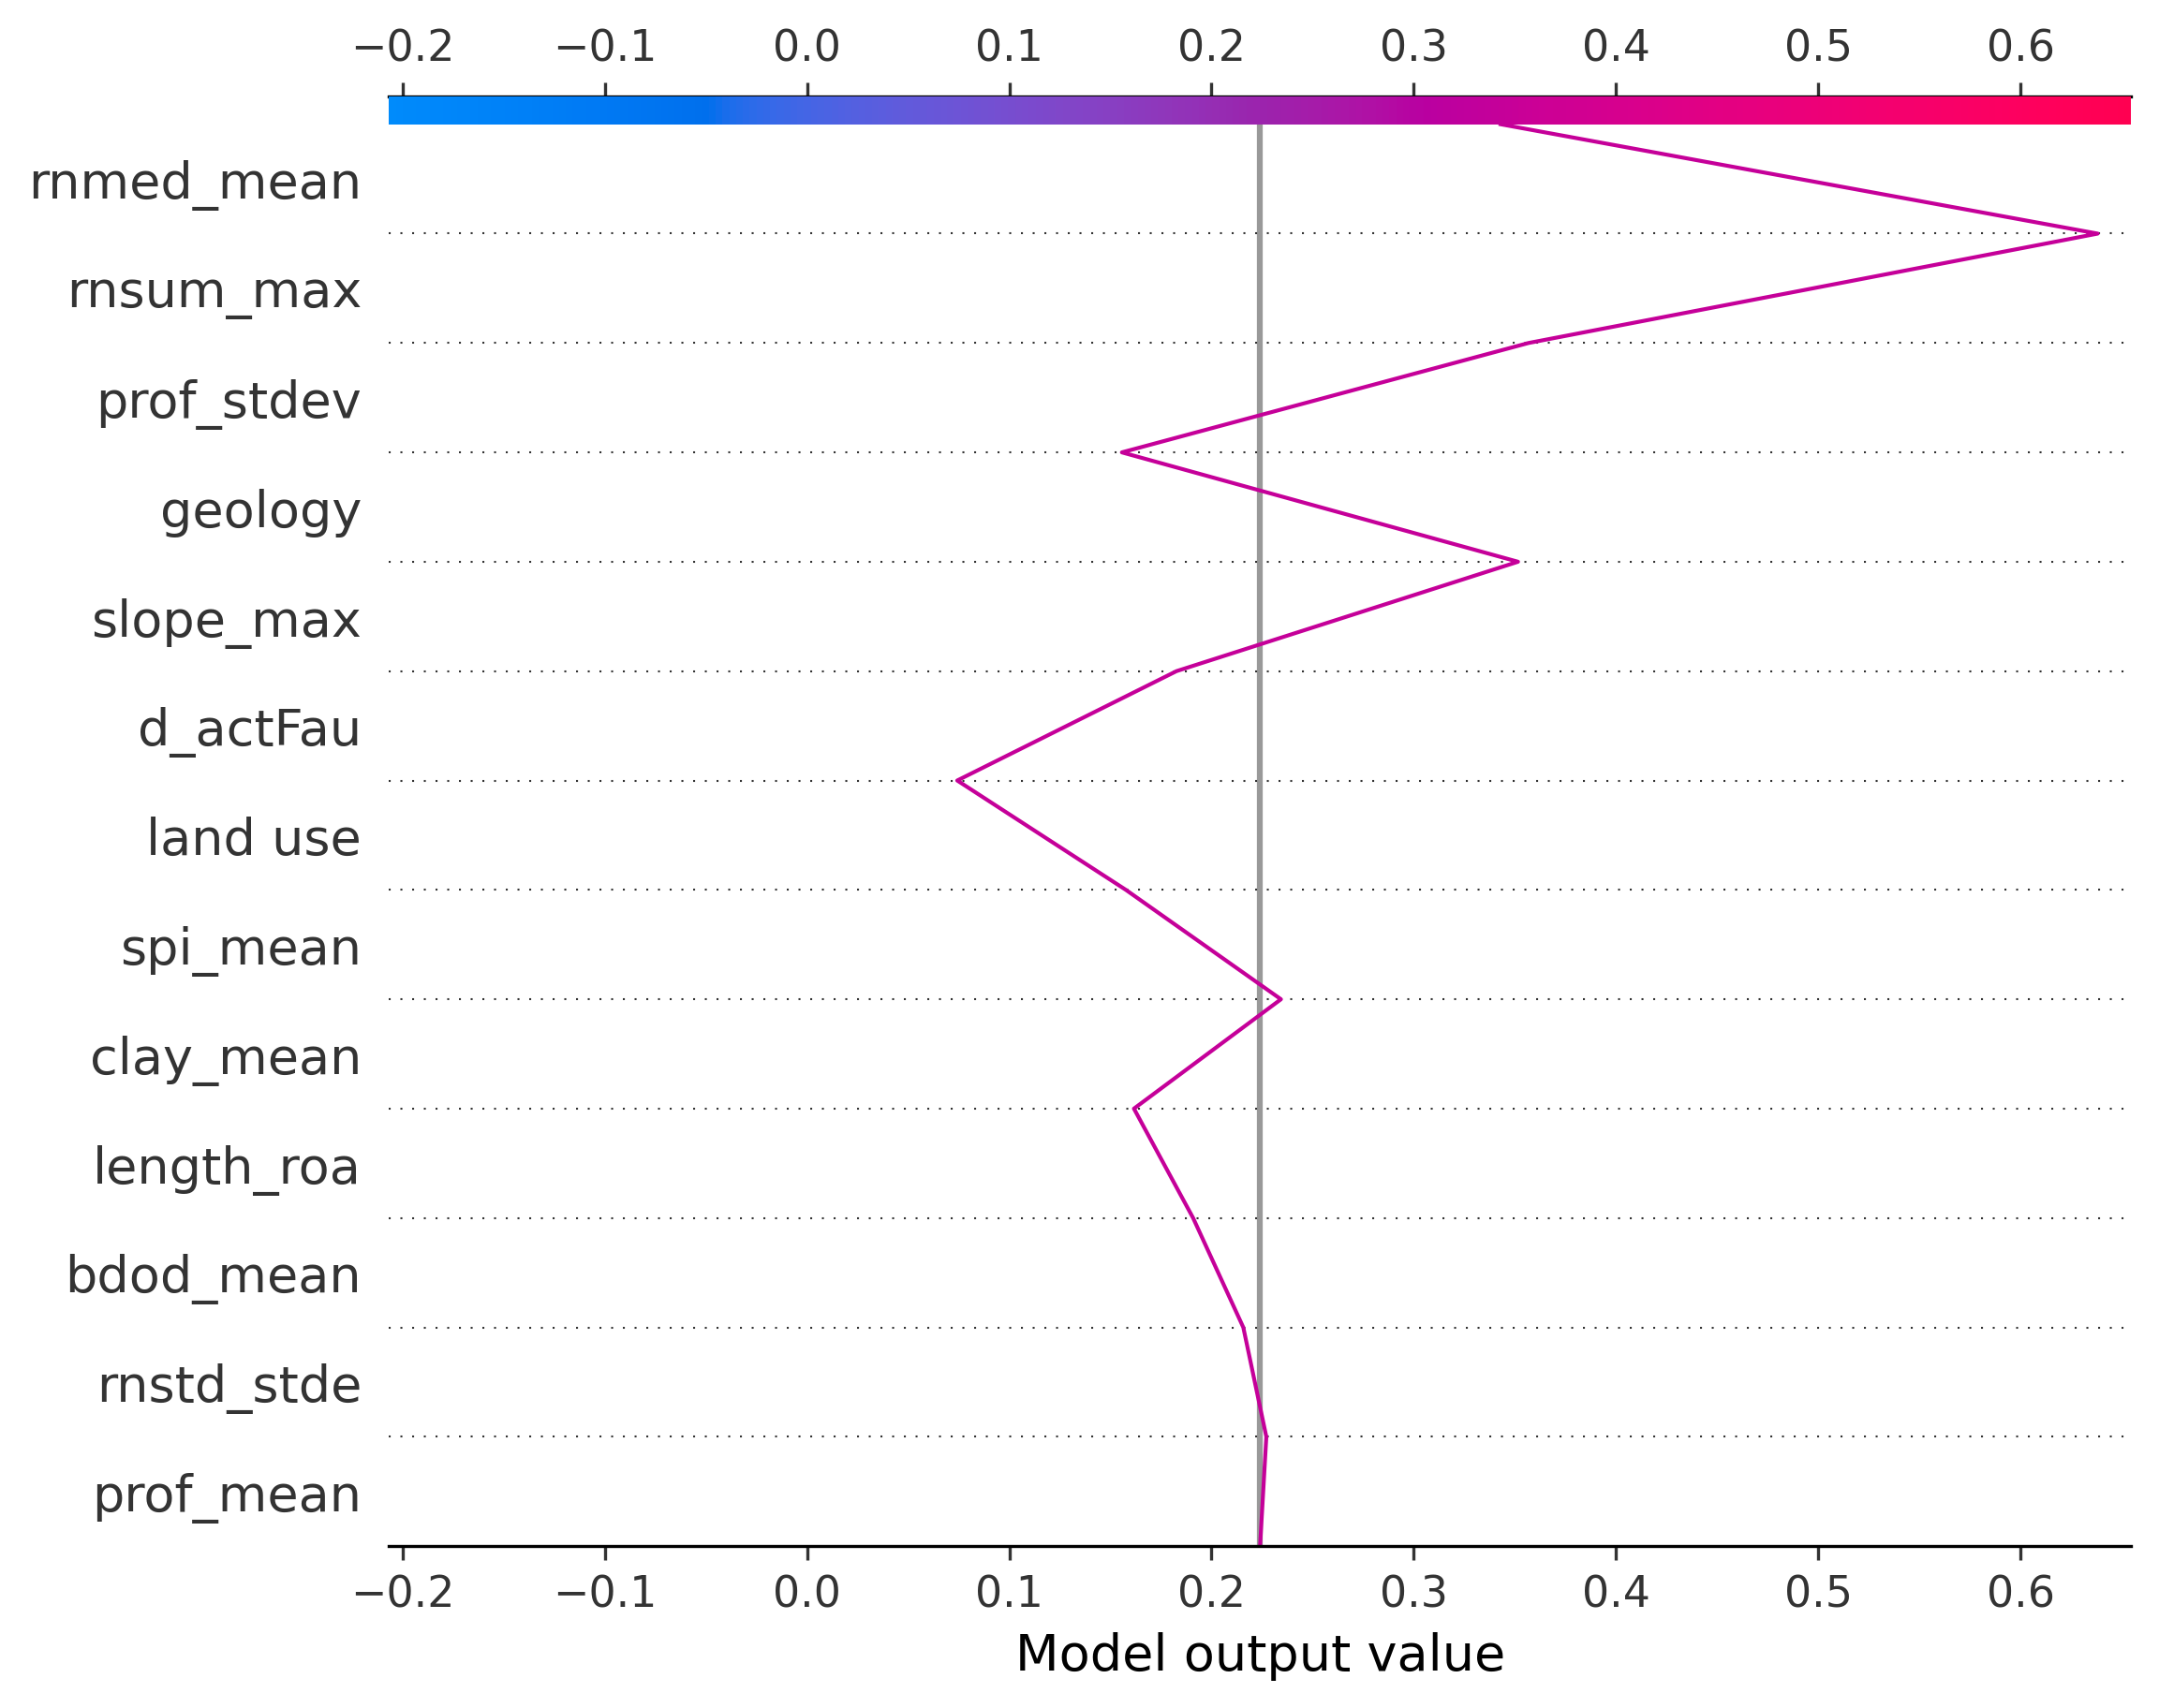 −0.2 −0.1 0.0 0.1 0.2 0.3 0.4 0.5 0.6
rnmed_mean
rnsum_max
prof_stdev
geology
slope_max
d_actFau
land use
spi_mean
clay_mean
length_roa
bdod_mean
rnstd_stde
prof_mean
−0.2 −0.1 0.0 0.1 0.2 0.3 0.4 0.5 0.6
Model output value